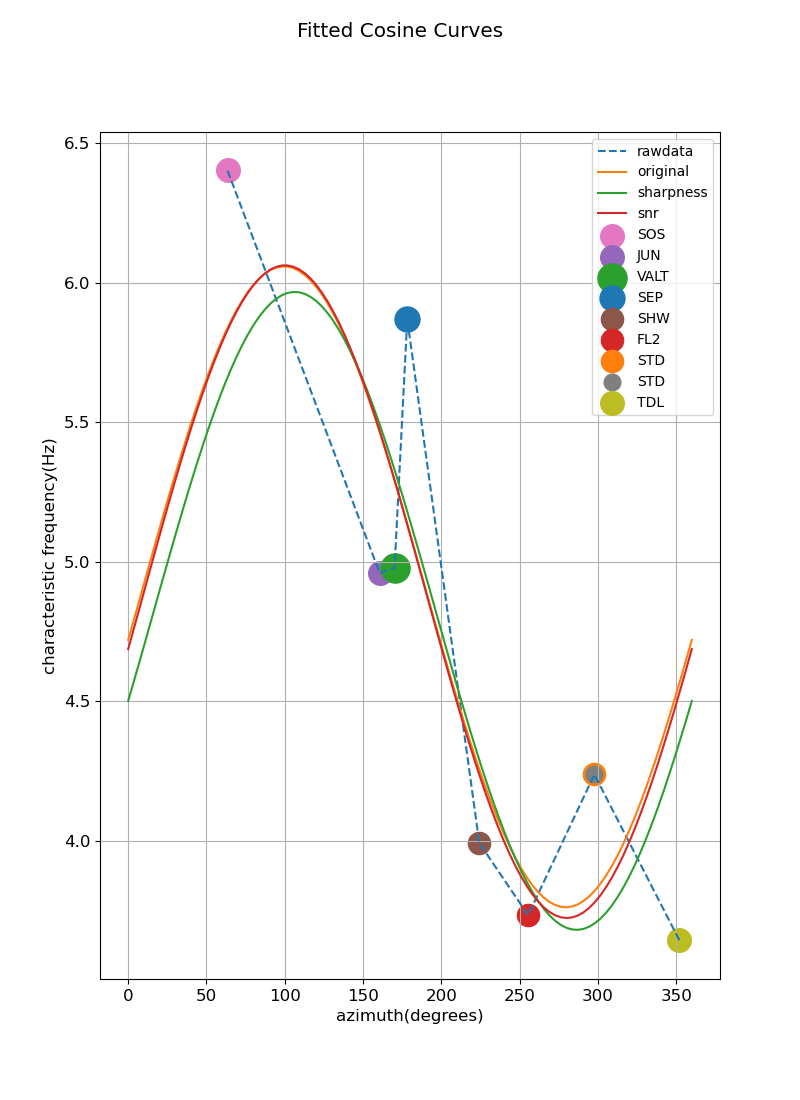 Fitted Cosine Curves
6.5
6.0
5.5
5.0
4.5
4.0
characteristic frequency(Hz)
rawdata
original
sharpness
snr
SOS
JUN
VALT
SEP
SHW
FL2
STD
STD
TDL
0 50 100 150 200 250 300 350
azimuth(degrees)